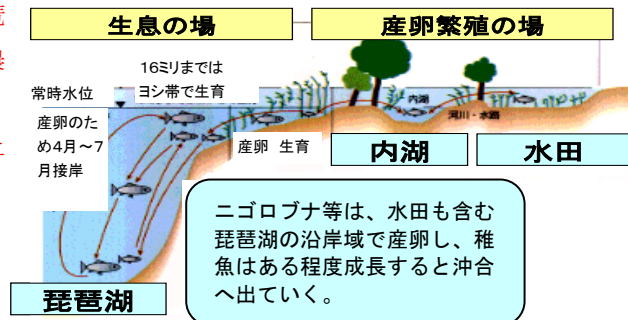 生息の場
産卵繁殖の場
16ミリまでは
ヨシ帯で生育
常時水位
産卵のた
め4月～7
月接岸
産卵 生育
内湖
河川・水路
内湖
水田
ニゴロブナ等は、水田も含む
琵琶湖の沿岸域で産卵し、稚
魚はある程度成長すると沖合
へ出ていく。
琵琶湖